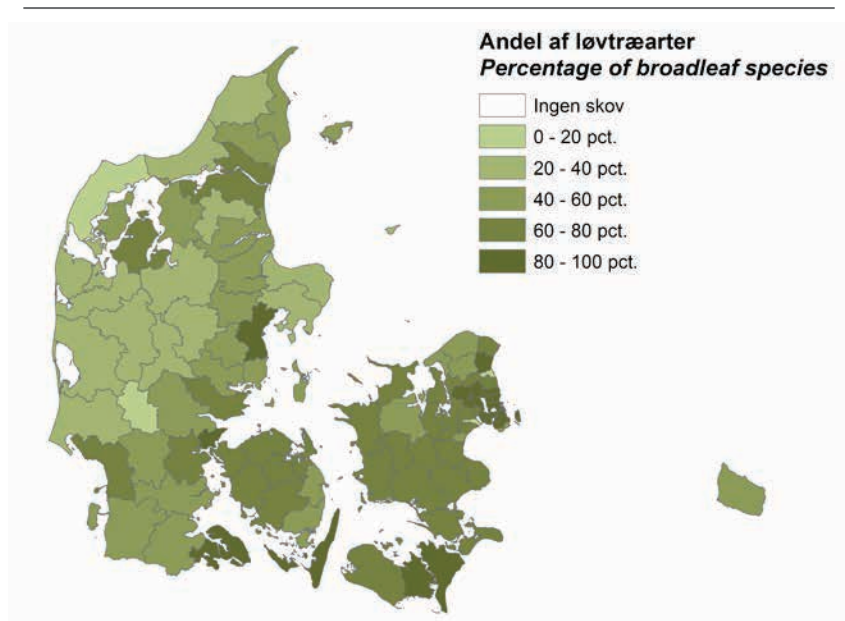 Andel af løvtræarter
Percentage of broadleaf species
Ingen skov
0 - 20 pct.
20 - 40 pct.
40 - 60 pct.
60 - 80 pct.
80 - 100 pct.